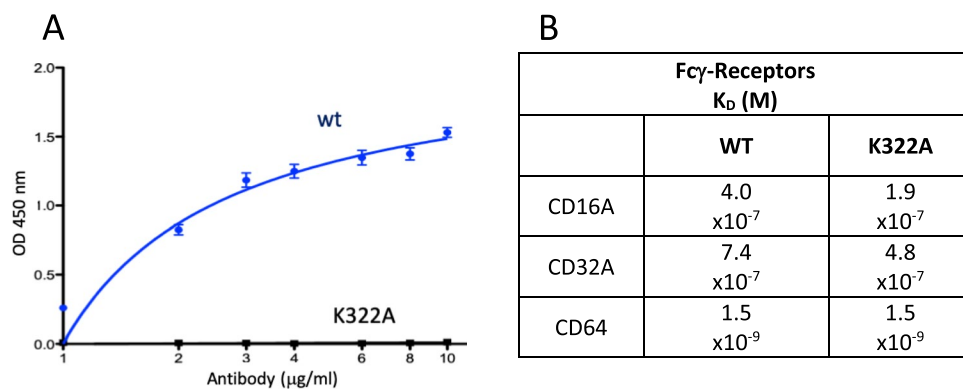 A
2.0
1.5
1.0
0.5
0.0
OD 450 nm
wt
K322A
1 2 3 4 6 8 10
Antibody (μg/ml)
B
Fcγ-Receptors
K_D (M)
WT K322A
CD16A 4.0 x10⁻⁷ 1.9 x10⁻⁷
CD32A 7.4 x10⁻⁷ 4.8 x10⁻⁷
CD64 1.5 x10⁻⁹ 1.5 x10⁻⁹